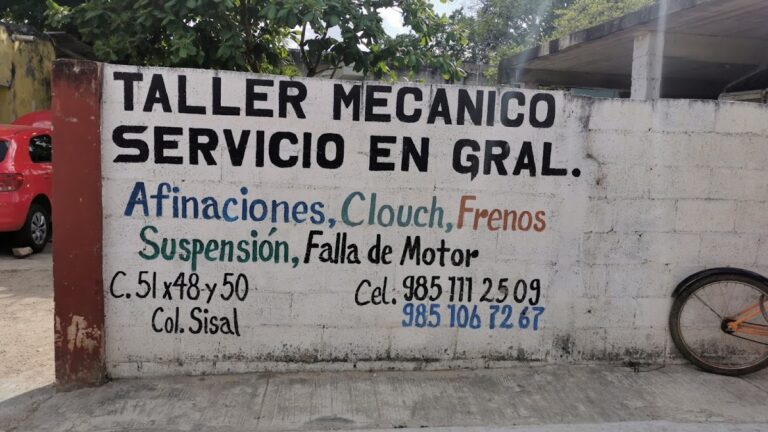 TALLER MECANICO
SERVICIO EN GRAL.
Afinaciones, Clouch, Frenos
Suspensión, Falla de Motor
C. 51 x 48 y 50
Cel. 985 111 25 09
Col. Sisal
985 106 72 67